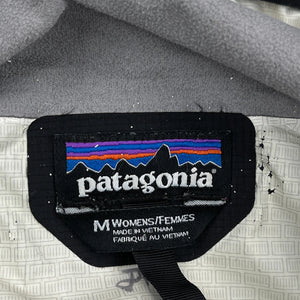 patagonia
M WOMENS/FEMMES
MADE IN VIETNAM
FABRIQUÉ AU VIETNAM